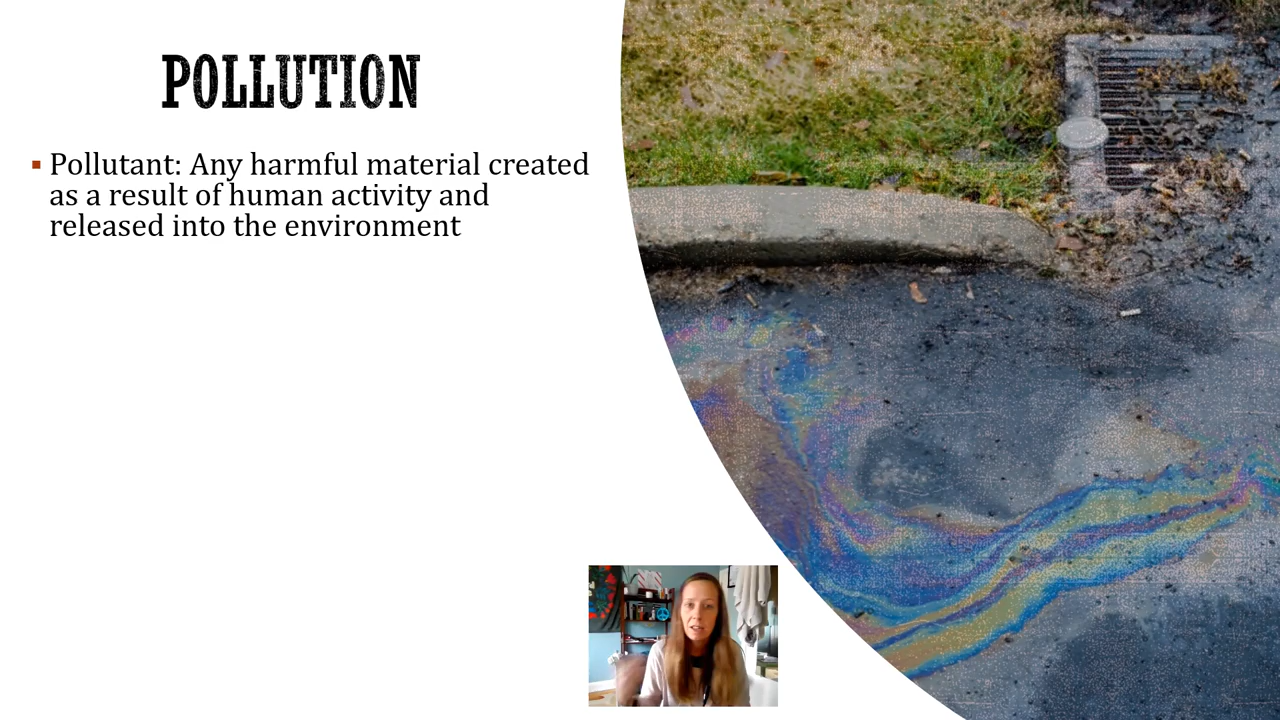 POLLUTION
▪ Pollutant: Any harmful material created
as a result of human activity and
released into the environment